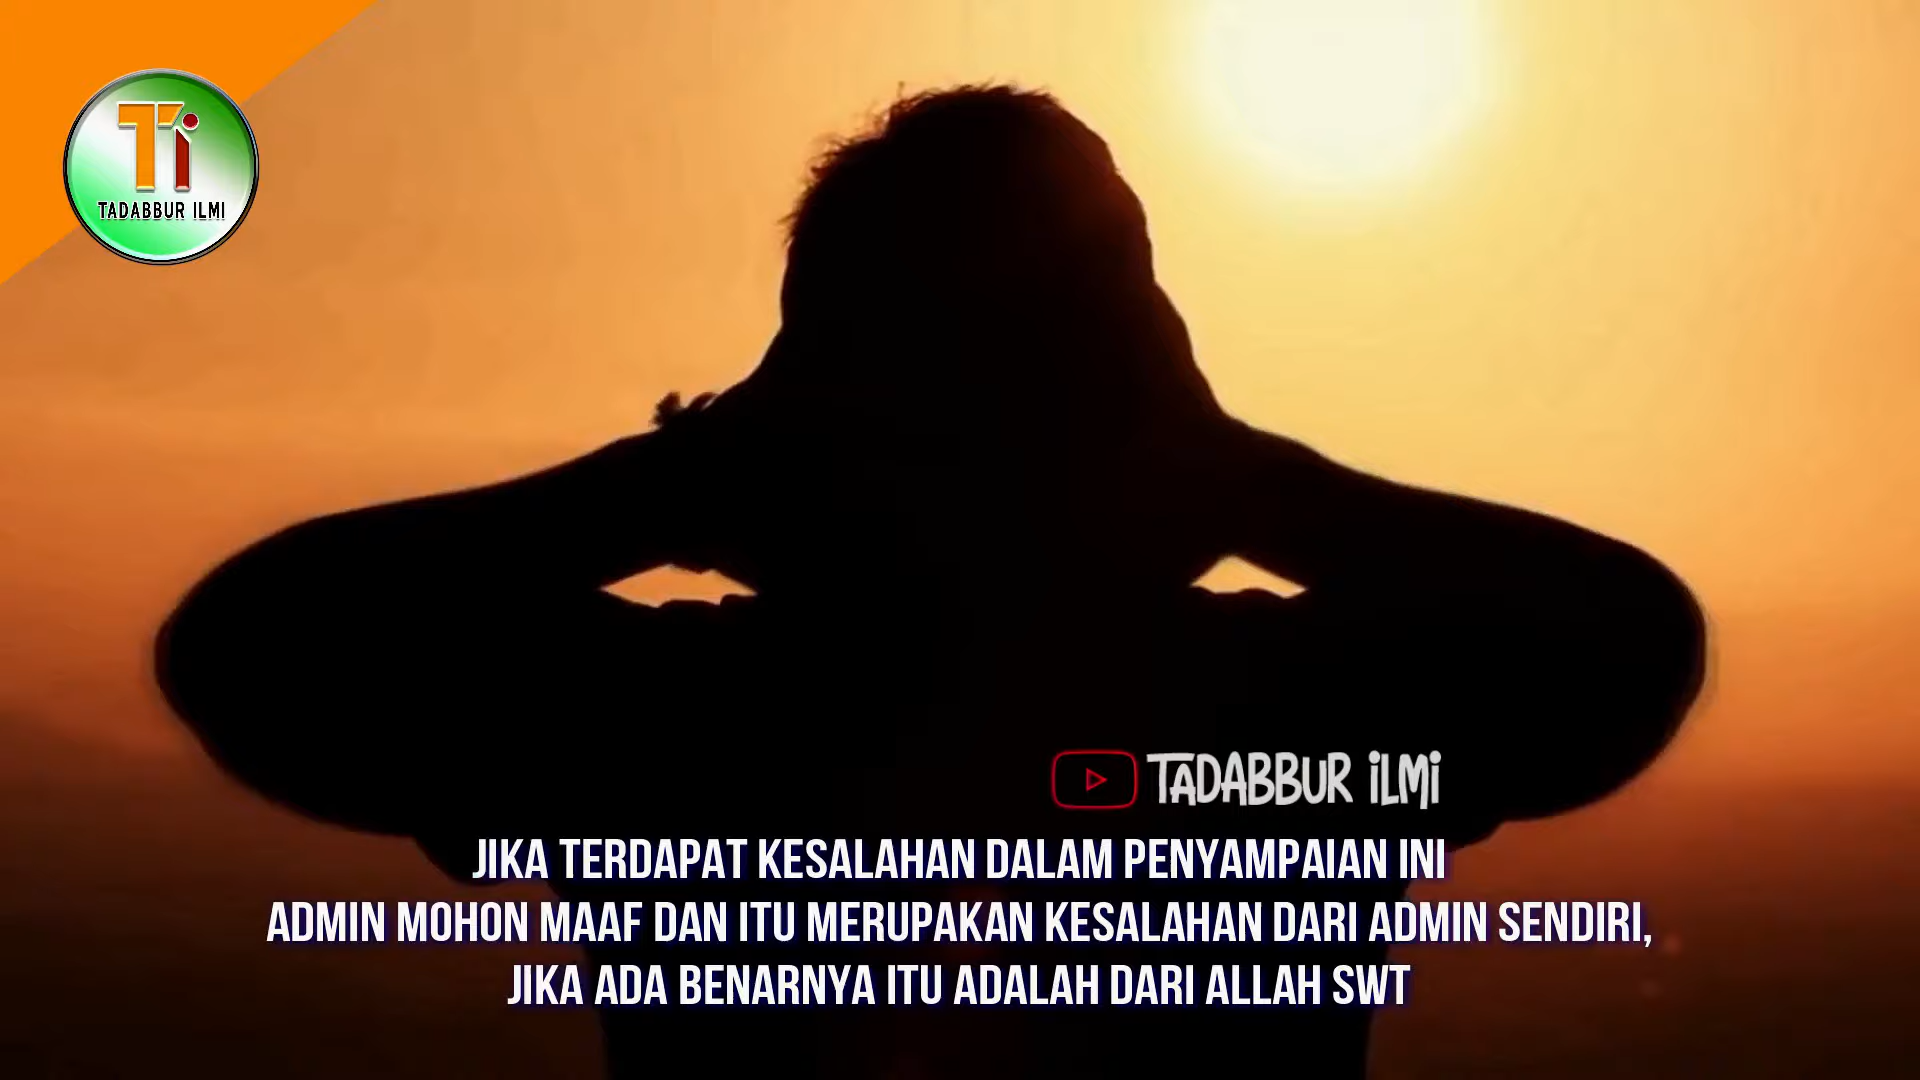 Ti
TADABBUR ILMI
TADABBUR iLMi
JIKA TERDAPAT KESALAHAN DALAM PENYAMPAIAN INI
ADMIN MOHON MAAF DAN ITU MERUPAKAN KESALAHAN DARI ADMIN SENDIRI,
JIKA ADA BENARNYA ITU ADALAH DARI ALLAH SWT